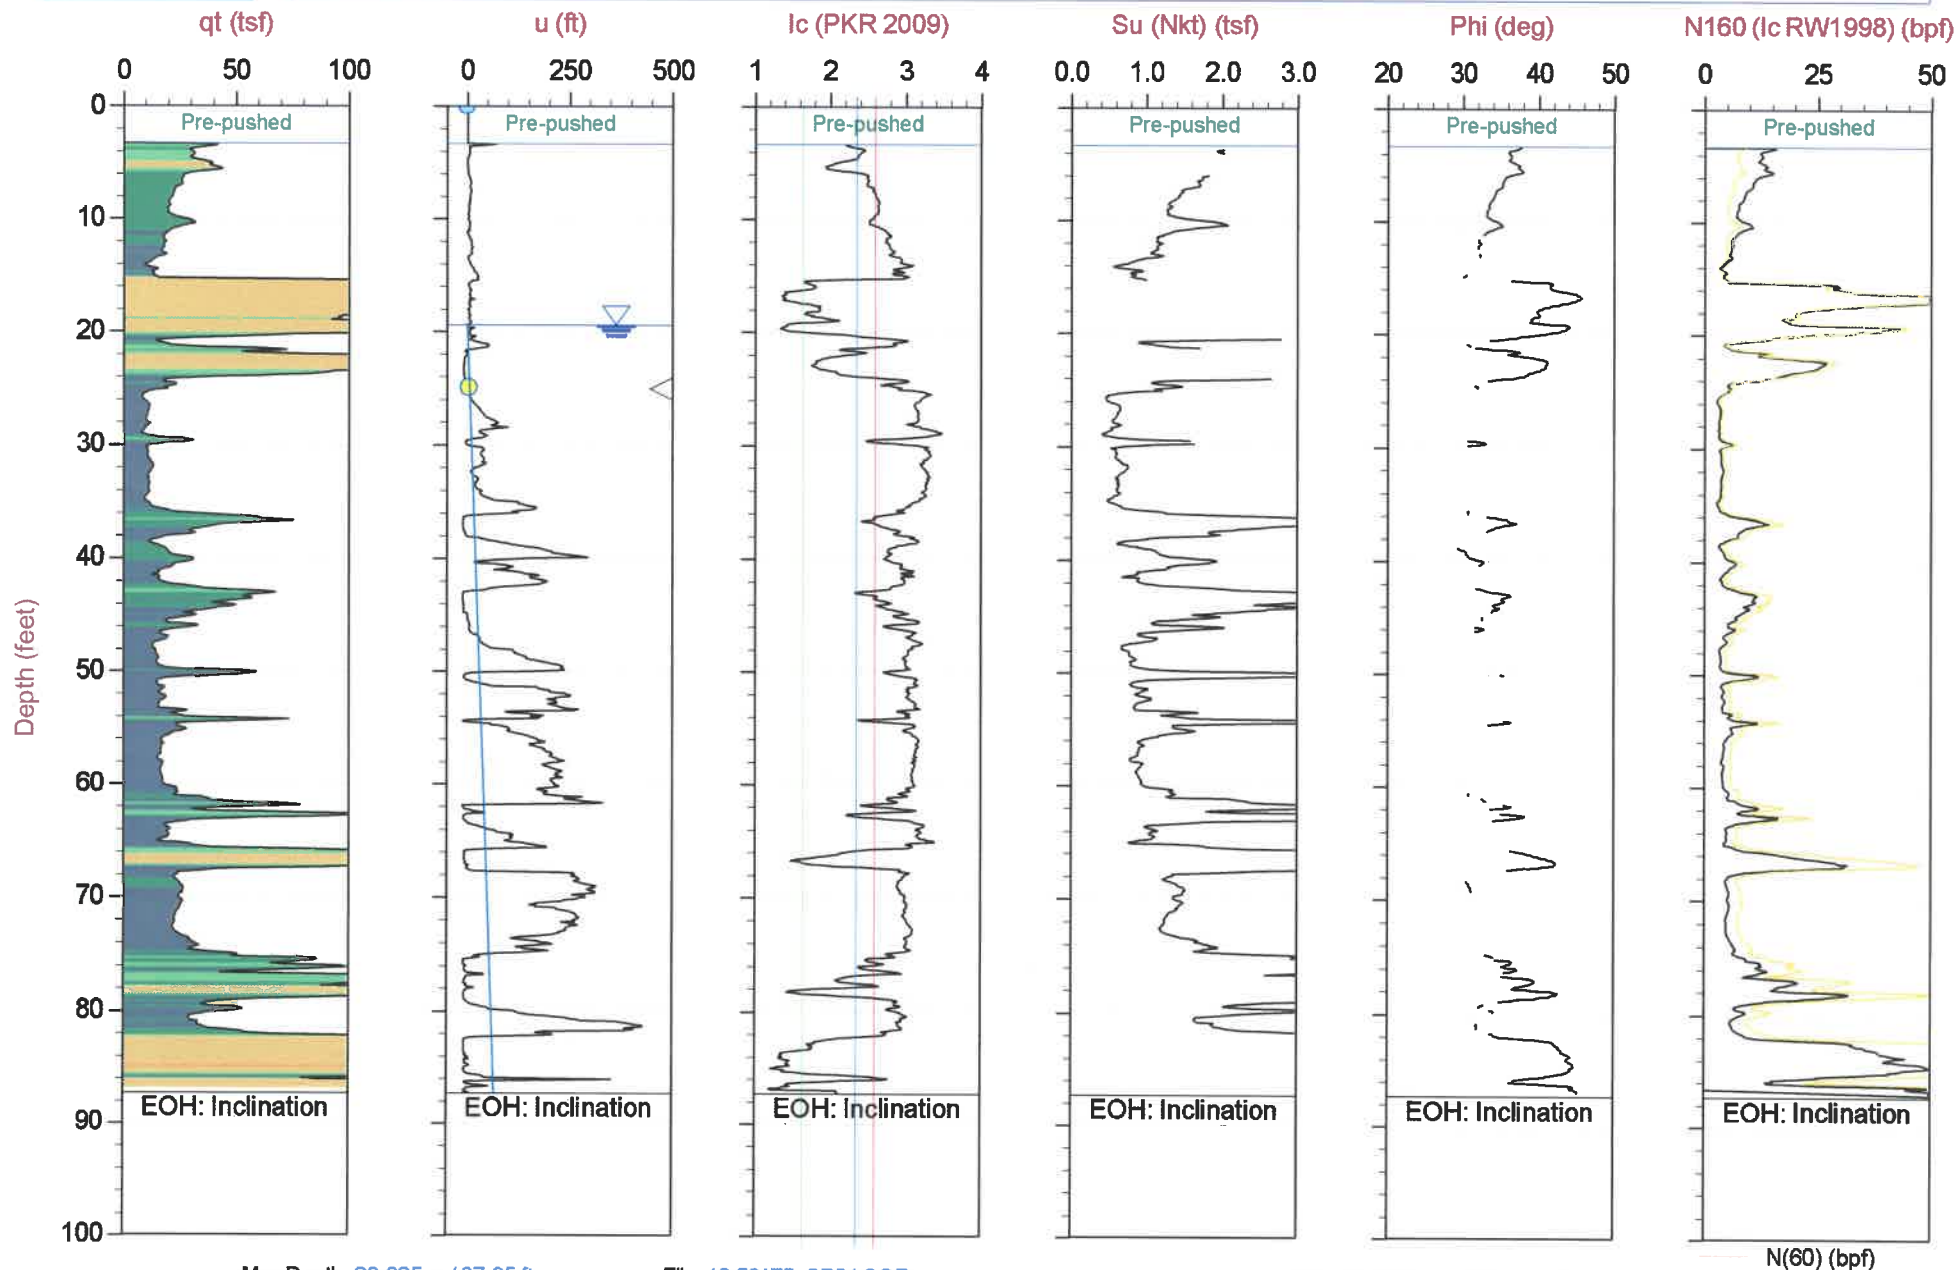 qt (tsf) u (ft) Ic (PKR 2009) Su (Nkt) (tsf) Phi (deg) N160 (Ic RW1998) (bpf)
0 50 100 0 250 500 1 2 3 4 0.0 1.0 2.0 3.0 20 30 40 50 0 25 50
0
Pre-pushed Pre-pushed Pre-pushed Pre-pushed Pre-pushed Pre-pushed
10
20
30
40
50
60
70
80
90
100
Depth (feet)
EOH: Inclination EOH: Inclination EOH: Inclination EOH: Inclination EOH: Inclination EOH: Inclination
N(60) (bpf)